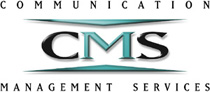 COMMUNICATION
CMS
MANAGEMENT SERVICES